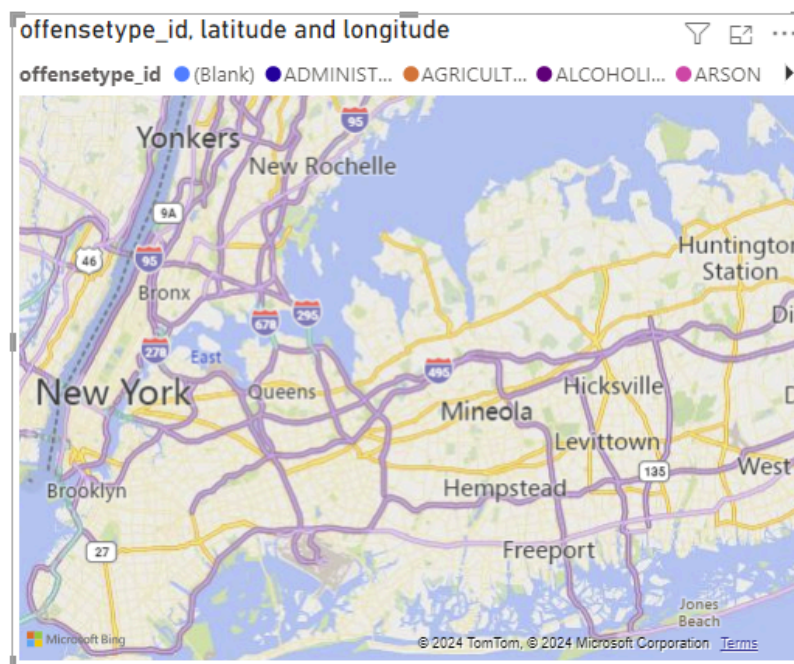 offensetype_id, latitude and longitude
offensetype_id (Blank) ADMINIST... AGRICULT... ALCOHOLI... ARSON
95
Yonkers
New Rochelle
9A
46
95
Huntington
Station
Bronx
295
678
Di
278
East
495
New York
Queens
Hicksville
Mineola
D
Levittown
135
West
Brooklyn
Hempstead
27
Freeport
Jones
Beach
Microsoft Bing
© 2024 TomTom, © 2024 Microsoft Corporation Terms